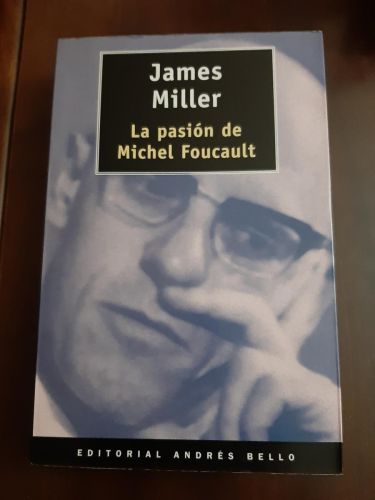 James
Miller
La pasión de
Michel Foucault
EDITORIAL ANDRÉS BELLO